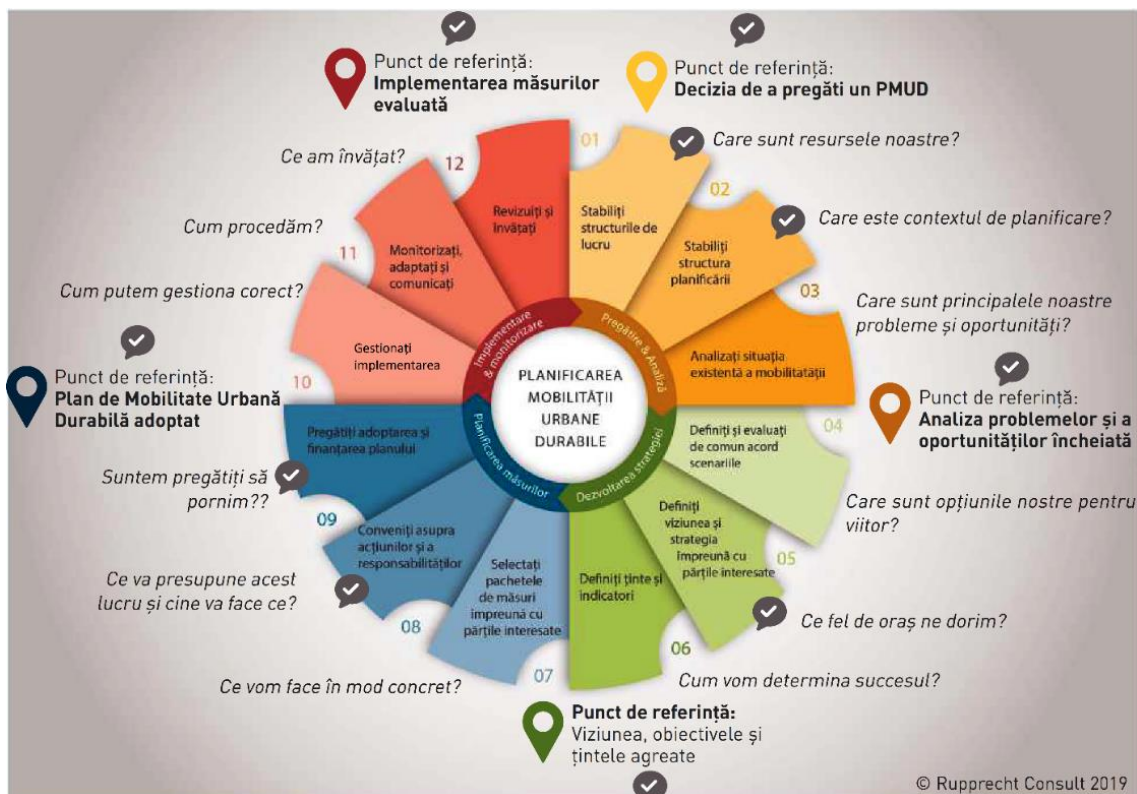 Punct de referință:
Implementarea măsurilor
evaluată
Punct de referință:
Decizia de a pregăti un PMUD
Ce am învățat?
12
01
Care sunt resursele noastre?
Cum procedăm?
Revizuiți și
învățați
Stabiliți
structurile de
lucru
02
Care este contextul de planificare?
11
Monitorizați,
adaptați și
comunicați
Stabiliți
structura
planificării
03
Cum putem gestiona corect?
Care sunt principalele noastre
probleme și oportunități?
Gestionați
implementarea
10
Implementare
& monitorizare
Pregătire & Analiză
Analizați situația
existentă a mobilitatății
PLANIFICAREA
MOBILITĂȚII
URBANE
DURABILE
Punct de referință:
Plan de Mobilitate Urbană
Durabilă adoptat
Punct de referință:
Analiza problemelor și a
oportunităților încheiată
04
Pregătiți adoptarea și
finanțarea planului
Planificarea măsurilor
Dezvoltarea strategiei
Definiți și evaluați
de comun acord
scenariile
Suntem pregătiți să
pornim??
09
Care sunt opțiunile nostre pentru
viitor?
Conveniți asupra
acțiunilor și a
responsabilităților
Definiți
viziunea și
strategia
împreună cu
părțile interesate
05
Ce va presupune acest
lucru și cine va face ce?
08
Selectați
pachetele
de măsuri
împreună cu
părțile interesate
Definiți ținte și
indicatori
Ce fel de oraș ne dorim?
06
07
Ce vom face în mod concret?
Cum vom determina succesul?
Punct de referință:
Viziunea, obiectivele și
țintele agreate
© Rupprecht Consult 2019